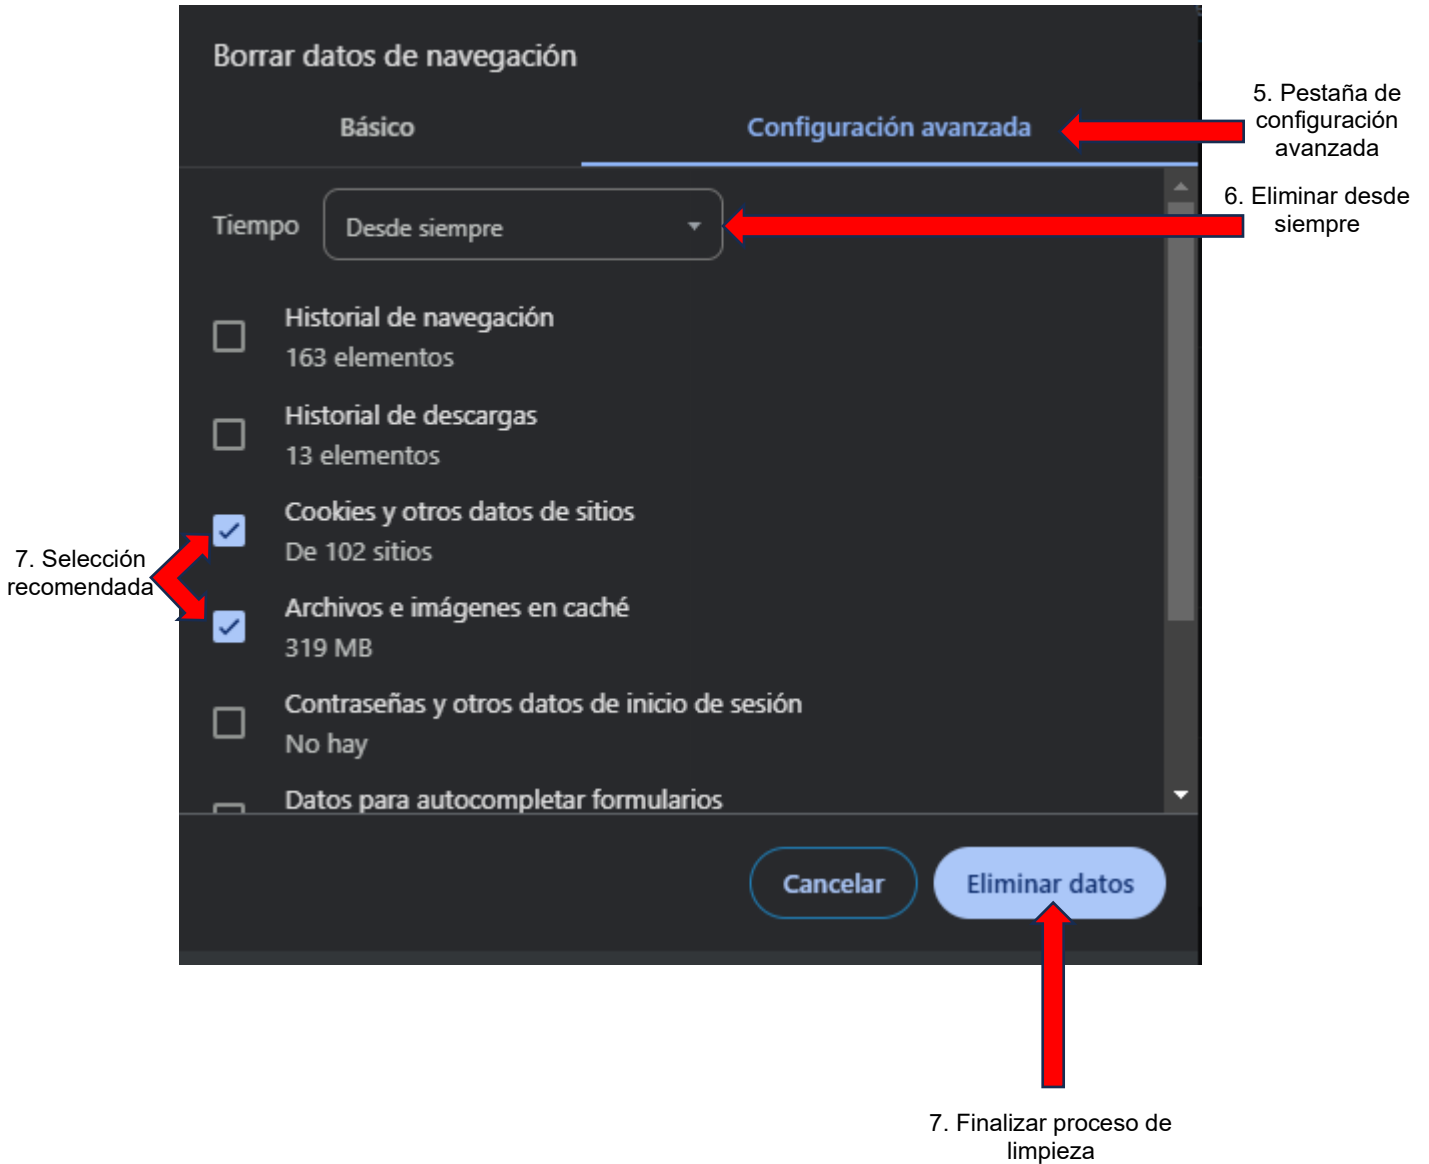 Borrar datos de navegación
Básico
Configuración avanzada
5. Pestaña de
configuración
avanzada
Tiempo
Desde siempre
6. Eliminar desde
siempre
Historial de navegación
163 elementos
Historial de descargas
13 elementos
Cookies y otros datos de sitios
De 102 sitios
7. Selección
recomendada
Archivos e imágenes en caché
319 MB
Contraseñas y otros datos de inicio de sesión
No hay
Datos para autocompletar formularios
Cancelar
Eliminar datos
7. Finalizar proceso de
limpieza